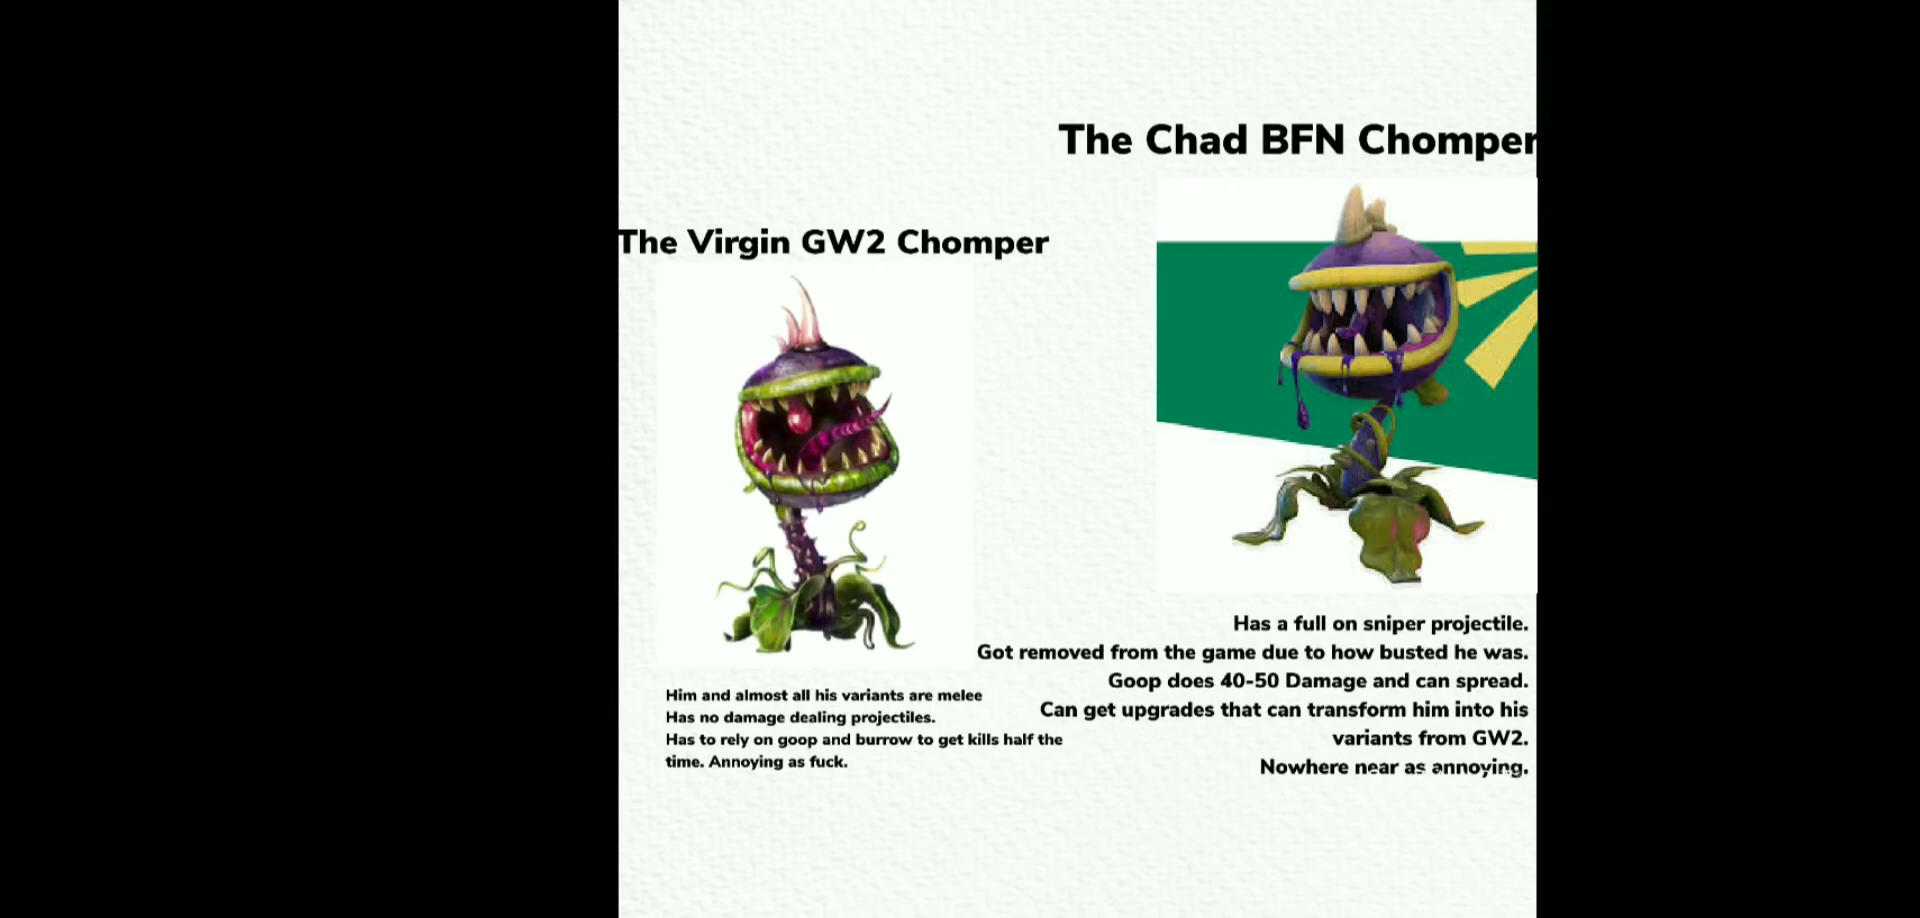 The Chad BFN Chomper
The Virgin GW2 Chomper
Has a full on sniper projectile.
Got removed from the game due to how busted he was.
Goop does 40-50 Damage and can spread.
Can get upgrades that can transform him into his
variants from GW2.
Nowhere near as annoying.
Him and almost all his variants are melee
Has no damage dealing projectiles.
Has to rely on goop and burrow to get kills half the
time. Annoying as fuck.